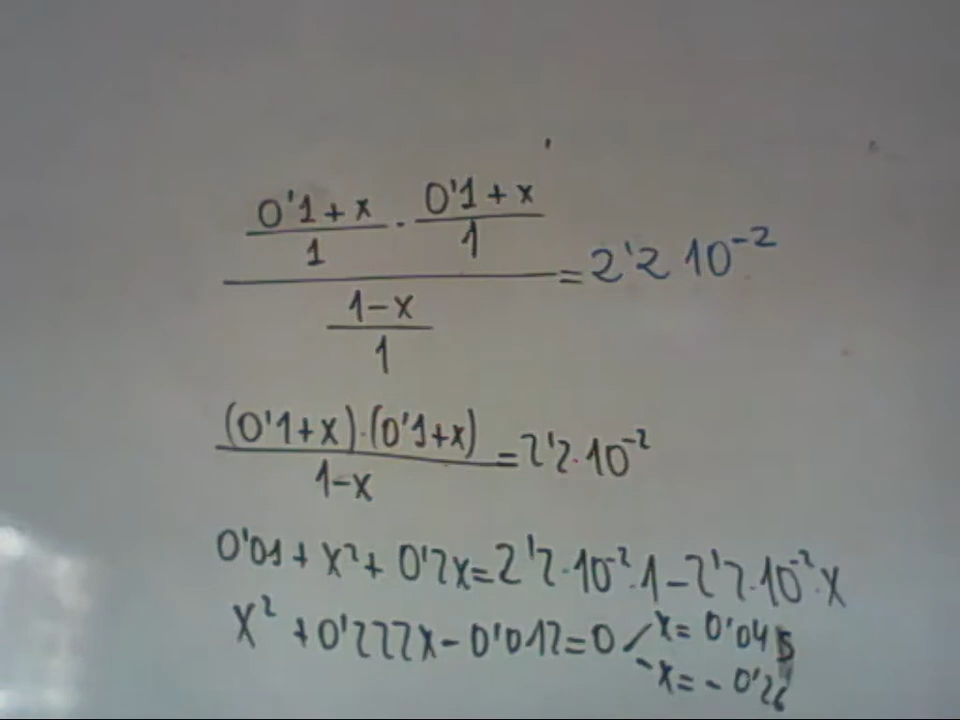 0'1+x / 1 · 0'1+x / 1
= 2'2 10⁻²
1-x / 1
(0'1+x)·(0'1+x) / 1-x = 2'2·10⁻²
0'01 + x² + 0'2x = 2'2·10⁻²·1 - 2'2·10⁻²·x
x² + 0'222x - 0'012 = 0 x = 0'045
x = - 0'26